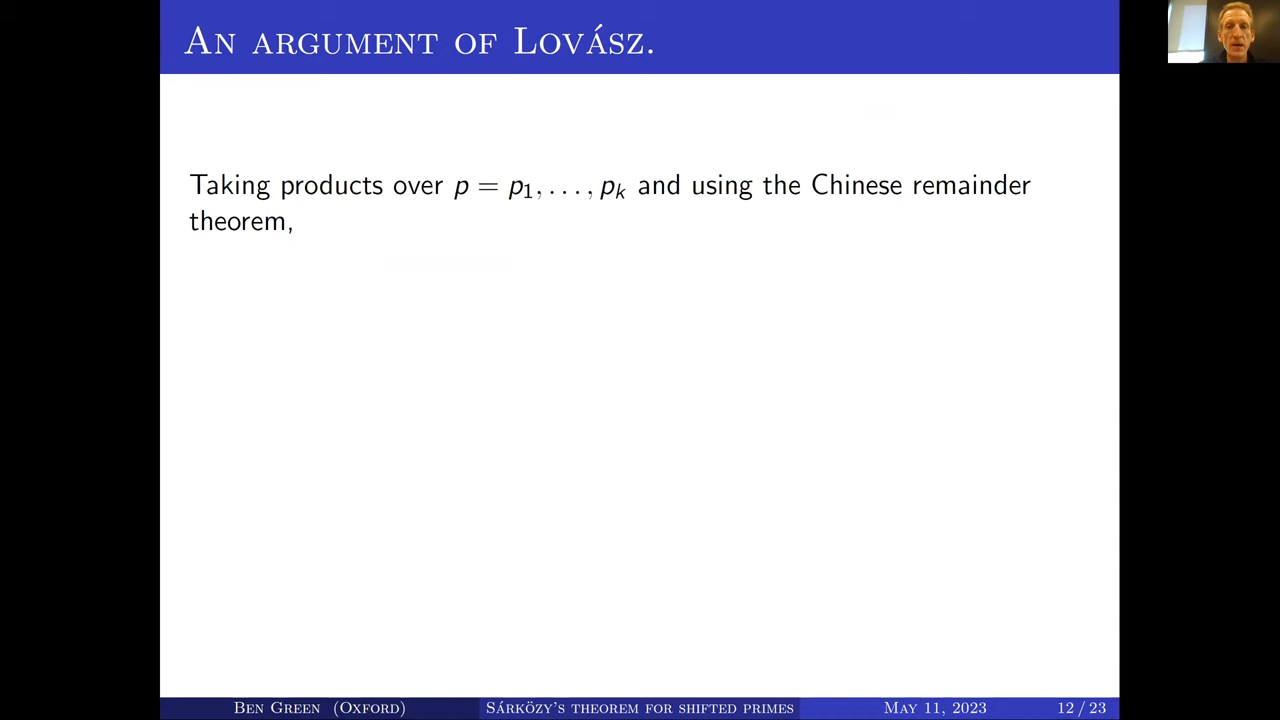 An argument of Lovász.
Taking products over p = p₁, . . . , pₖ and using the Chinese remainder
theorem,
Ben Green (Oxford) Sárközy's theorem for shifted primes May 11, 2023 12 / 23